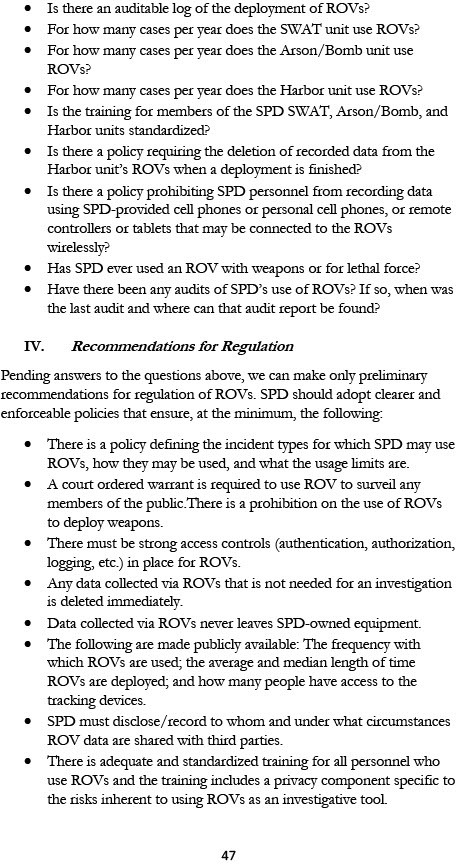 • Is there an auditable log of the deployment of ROVs?
• For how many cases per year does the SWAT unit use ROVs?
• For how many cases per year does the Arson/Bomb unit use
ROVs?
• For how many cases per year does the Harbor unit use ROVs?
• Is the training for members of the SPD SWAT, Arson/Bomb, and
Harbor units standardized?
• Is there a policy requiring the deletion of recorded data from the
Harbor unit's ROVs when a deployment is finished?
• Is there a policy prohibiting SPD personnel from recording data
using SPD-provided cell phones or personal cell phones, or remote
controllers or tablets that may be connected to the ROVs
wirelessly?
• Has SPD ever used an ROV with weapons or for lethal force?
• Have there been any audits of SPD's use of ROVs? If so, when was
the last audit and where can that audit report be found?
IV. Recommendations for Regulation
Pending answers to the questions above, we can make only preliminary
recommendations for regulation of ROVs. SPD should adopt clearer and
enforceable policies that ensure, at the minimum, the following:
• There is a policy defining the incident types for which SPD may use
ROVs, how they may be used, and what the usage limits are.
• A court ordered warrant is required to use ROV to surveil any
members of the public.There is a prohibition on the use of ROVs
to deploy weapons.
• There must be strong access controls (authentication, authorization,
logging, etc.) in place for ROVs.
• Any data collected via ROVs that is not needed for an investigation
is deleted immediately.
• Data collected via ROVs never leaves SPD-owned equipment.
• The following are made publicly available: The frequency with
which ROVs are used; the average and median length of time
ROVs are deployed; and how many people have access to the
tracking devices.
• SPD must disclose/record to whom and under what circumstances
ROV data are shared with third parties.
• There is adequate and standardized training for all personnel who
use ROVs and the training includes a privacy component specific to
the risks inherent to using ROVs as an investigative tool.
47